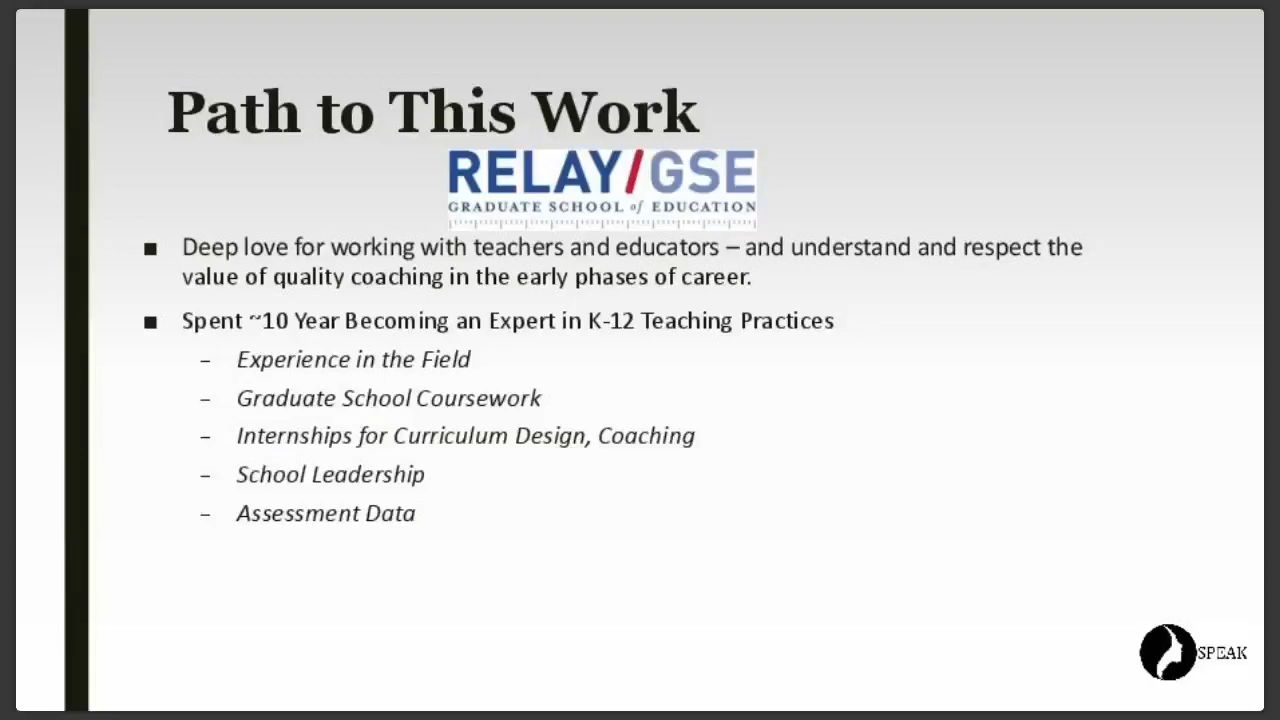 Path to This Work
RELAY/GSE
GRADUATE SCHOOL of EDUCATION
■ Deep love for working with teachers and educators – and understand and respect the
value of quality coaching in the early phases of career.
■ Spent ~10 Year Becoming an Expert in K-12 Teaching Practices
– Experience in the Field
– Graduate School Coursework
– Internships for Curriculum Design, Coaching
– School Leadership
– Assessment Data
SPEAK